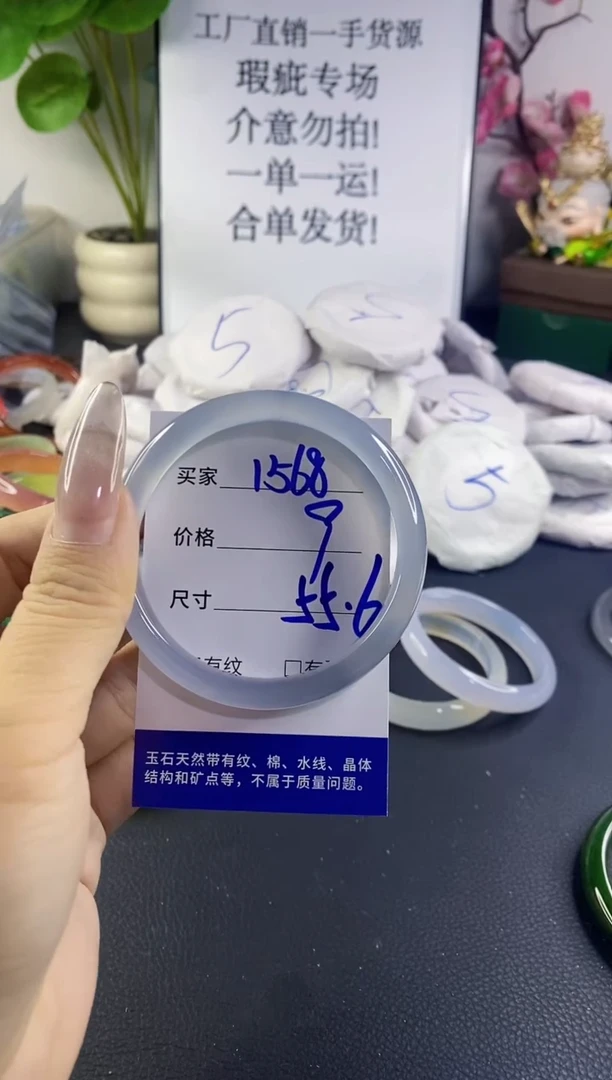 工厂直销一手货源
瑕疵专场
介意勿拍!
一单一运!
合单发货!
5
5
5
5
买家 1568
价格 9
尺寸 55.6
有纹 □有
玉石天然带有纹、棉、水线、晶体
结构和矿点等，不属于质量问题。